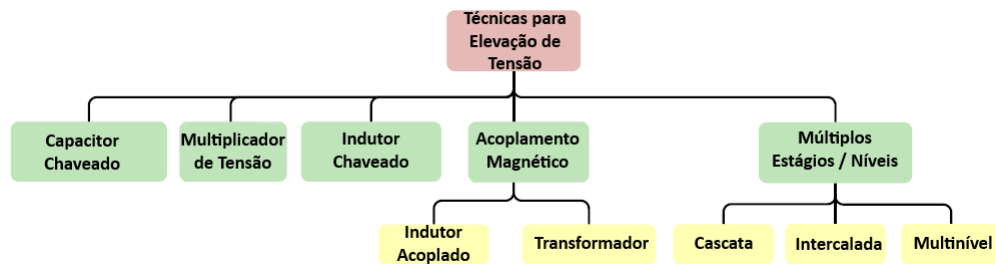 Técnicas para
Elevação de
Tensão
Capacitor
Chaveado
Multiplicador
de Tensão
Indutor
Chaveado
Acoplamento
Magnético
Múltiplos
Estágios / Níveis
Indutor
Acoplado
Transformador
Cascata
Intercalada
Multinível